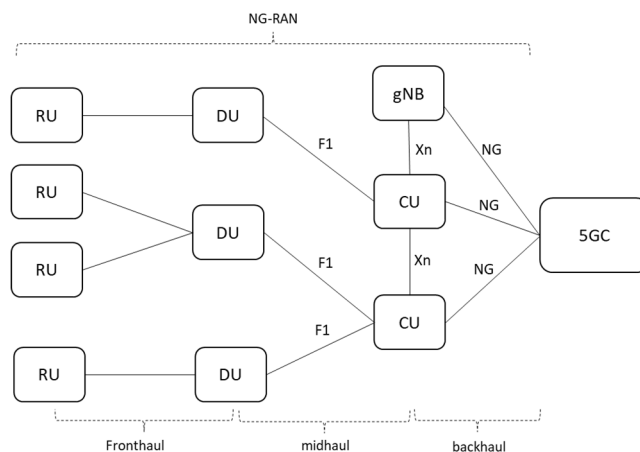 NG-RAN
gNB
RU
DU
F1
Xn
NG
RU
CU
NG
DU
5GC
RU
F1
Xn
NG
CU
F1
RU
DU
Fronthaul
midhaul
backhaul